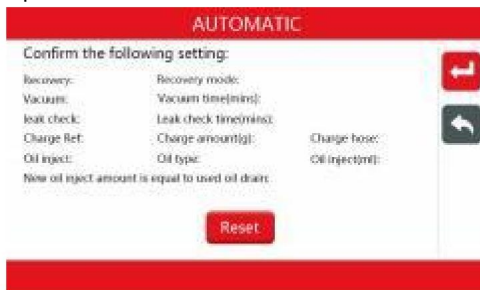 AUTOMATIC
Confirm the following setting:
Recovery: Recovery mode:
Vacuum: Vacuum time(mins):
leak check: Leak check time(mins):
Charge Ref: Charge amount(g): Charge hose:
Oil inject: Oil type: Oil inject(ml):
New oil inject amount is equal to used oil drain:
Reset